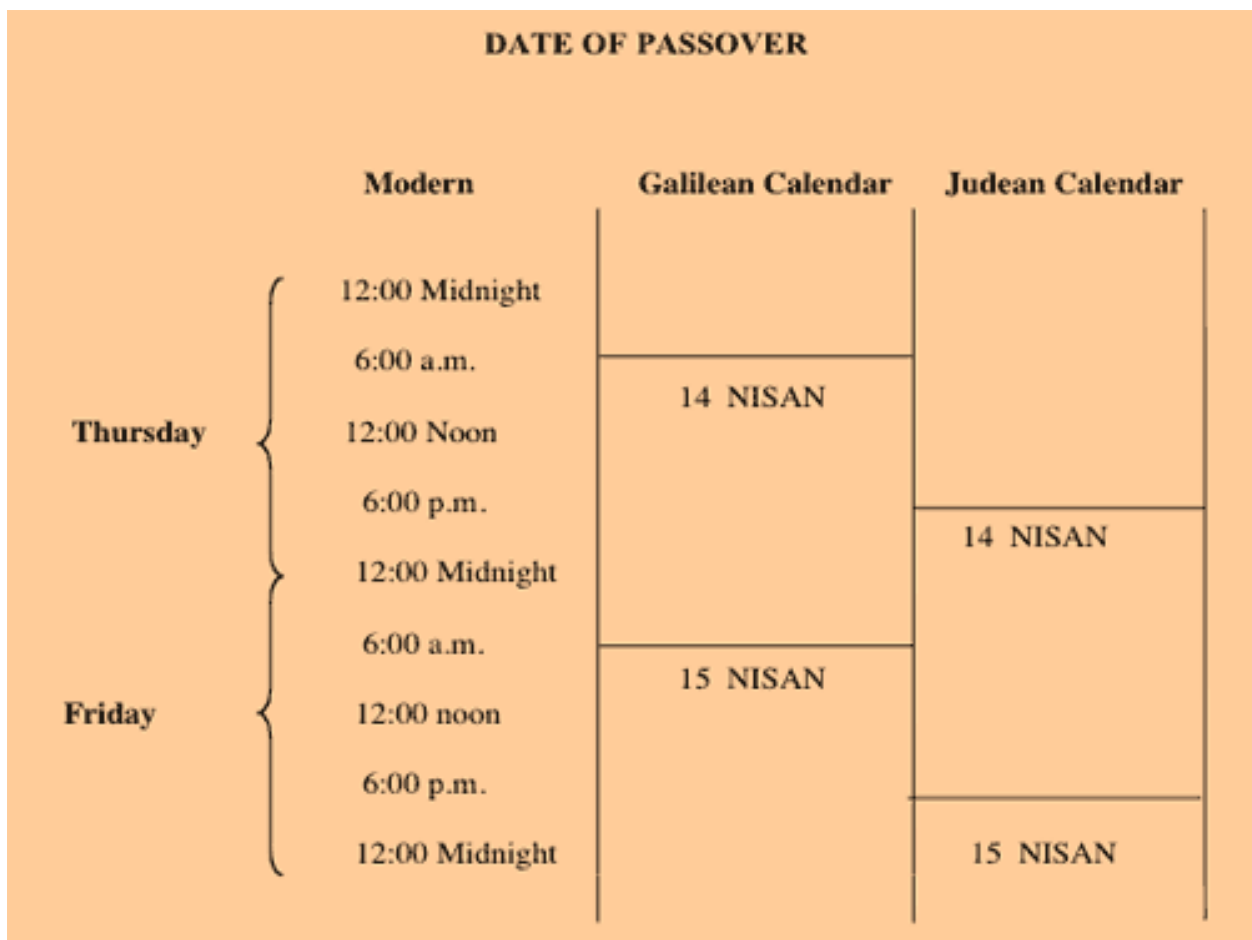 DATE OF PASSOVER
Modern Galilean Calendar Judean Calendar
12:00 Midnight
6:00 a.m.
14 NISAN
Thursday 12:00 Noon
6:00 p.m.
14 NISAN
12:00 Midnight
6:00 a.m.
15 NISAN
Friday 12:00 noon
6:00 p.m.
12:00 Midnight 15 NISAN